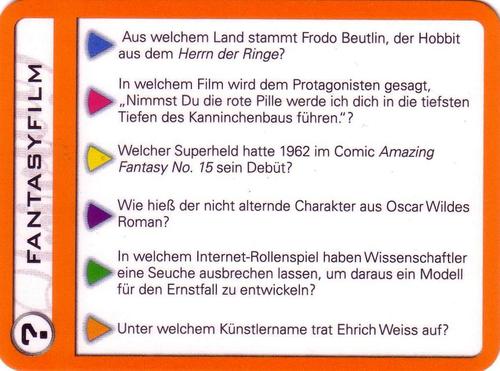 FANTASYFILM
?
Aus welchem Land stammt Frodo Beutlin, der Hobbit
aus dem Herrn der Ringe?
In welchem Film wird dem Protagonisten gesagt,
„Nimmst Du die rote Pille werde ich dich in die tiefsten
Tiefen des Kanninchenbaus führen."?
Welcher Superheld hatte 1962 im Comic Amazing
Fantasy No. 15 sein Debüt?
Wie hieß der nicht alternde Charakter aus Oscar Wildes
Roman?
In welchem Internet-Rollenspiel haben Wissenschaftler
eine Seuche ausbrechen lassen, um daraus ein Modell
für den Ernstfall zu entwickeln?
Unter welchem Künstlername trat Ehrich Weiss auf?